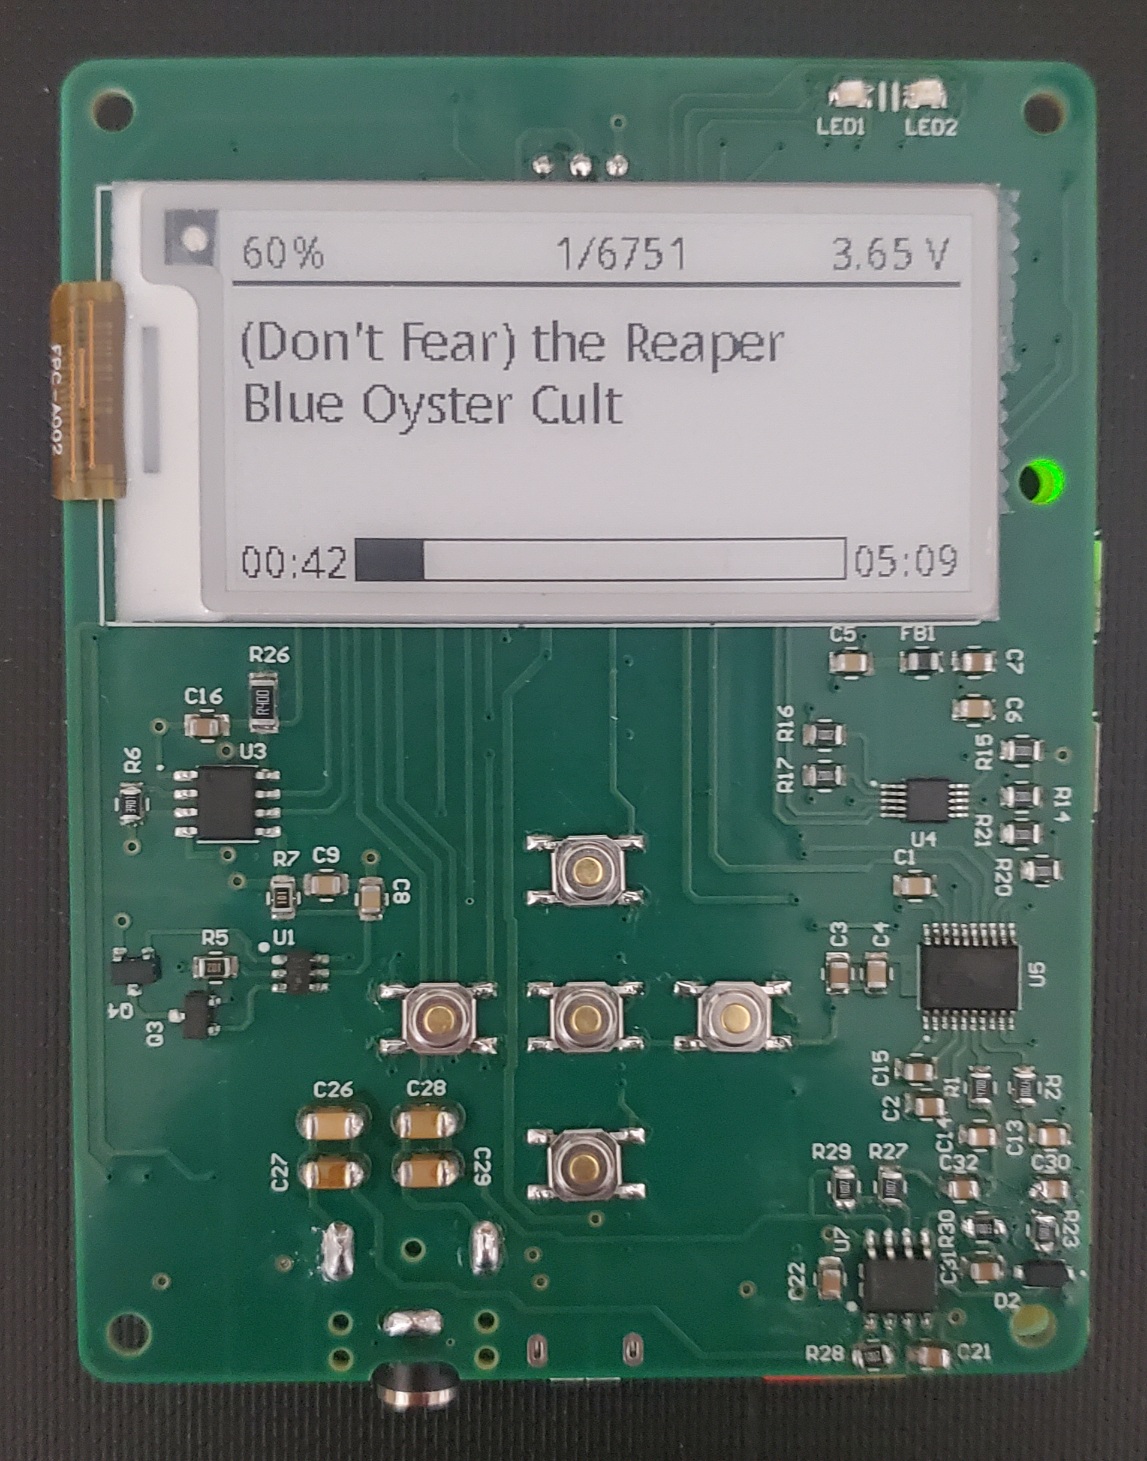 LED1 LED2
60% 1/6751 3.65 V
(Don't Fear) the Reaper
Blue Oyster Cult
00:42 05:09
FPC-A002
C5 FB1 C7
R26
R400
C16
C6
R16
R6
U3
R15
R17
R14
R21
U4
R7 C9
C1
R20
C8
R5 U1
C3 C4
U5
Q4
Q3
C15
R1
R2
C26 C28
C2
C14
C13
R29 R27
C32 C30
C27
C29
R30
R23
U7
C31
C22
D2
R28
C21